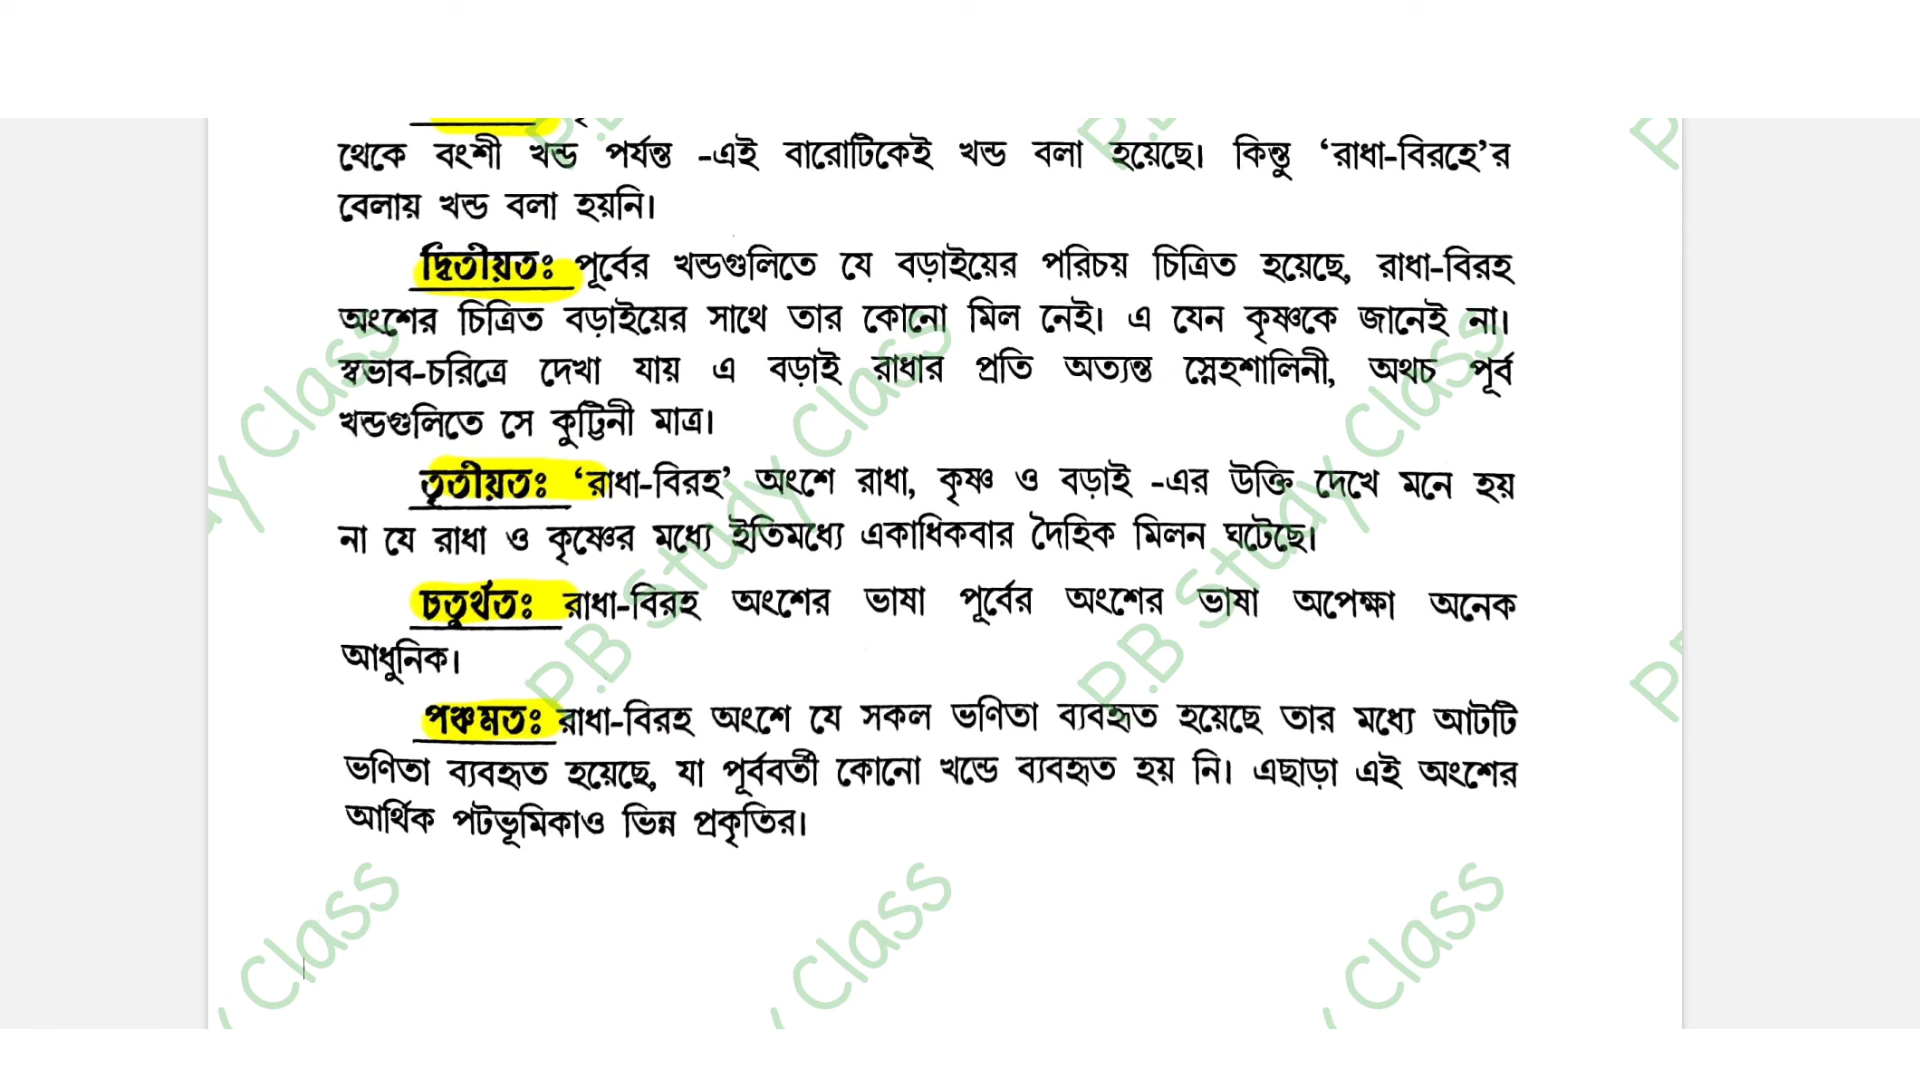 থেকে বংশী খন্ড পর্যন্ত -এই বারোটিকেই খন্ড বলা হয়েছে। কিন্তু ‘রাধা-বিরহে’র
বেলায় খন্ড বলা হয়নি।
দ্বিতীয়তঃ পূর্বের খন্ডগুলিতে যে বড়াইয়ের পরিচয় চিত্রিত হয়েছে, রাধা-বিরহ
অংশের চিত্রিত বড়াইয়ের সাথে তার কোনো মিল নেই। এ যেন কৃষ্ণকে জানেই না।
স্বভাব-চরিত্রে দেখা যায় এ বড়াই রাধার প্রতি অত্যন্ত স্নেহশালিনী, অথচ পূর্ব
খন্ডগুলিতে সে কুট্টিনী মাত্র।
তৃতীয়তঃ ‘রাধা-বিরহ’ অংশে রাধা, কৃষ্ণ ও বড়াই -এর উক্তি দেখে মনে হয়
না যে রাধা ও কৃষ্ণের মধ্যে ইতিমধ্যে একাধিকবার দৈহিক মিলন ঘটেছে।
চতুর্থতঃ রাধা-বিরহ অংশের ভাষা পূর্বের অংশের ভাষা অপেক্ষা অনেক
আধুনিক।
পঞ্চমতঃ রাধা-বিরহ অংশে যে সকল ভণিতা ব্যবহৃত হয়েছে তার মধ্যে আটটি
ভণিতা ব্যবহৃত হয়েছে, যা পূর্ববর্তী কোনো খন্ডে ব্যবহৃত হয় নি। এছাড়া এই অংশের
আর্থিক পটভূমিকাও ভিন্ন প্রকৃতির।
P.B Study Class
P.B Study Class